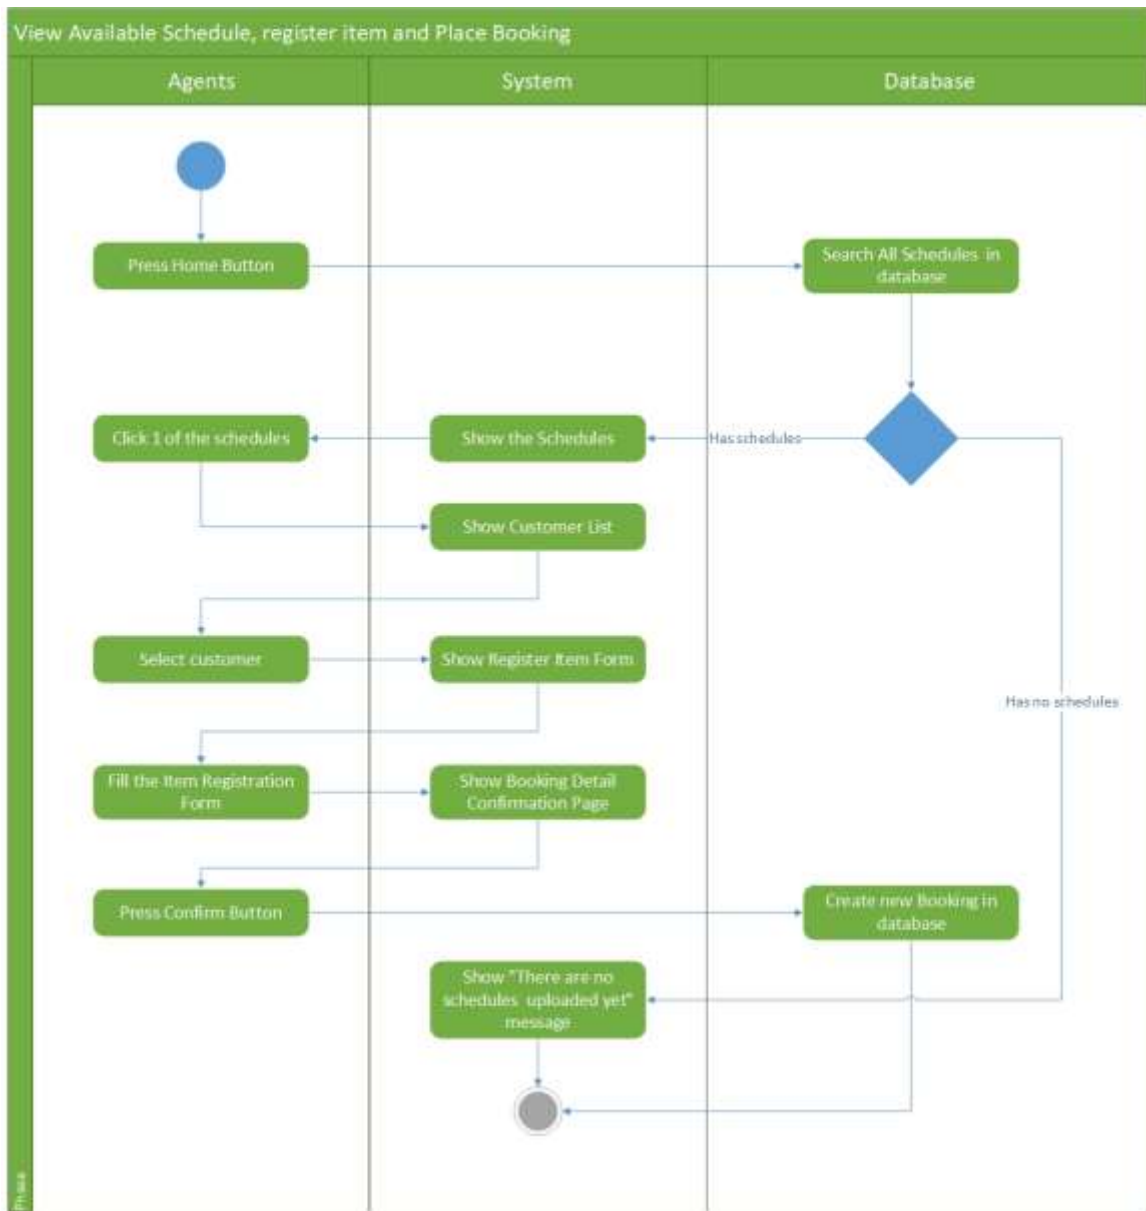 View Available Schedule, register item and Place Booking
Agents
System
Database
Press Home Button
Search All Schedules in
database
Click 1 of the schedules
Show the Schedules
Has schedules
Show Customer List
Select customer
Show Register Item Form
Has no schedules
Fill the Item Registration
Form
Show Booking Detail
Confirmation Page
Press Confirm Button
Create new Booking in
database
Show "There are no
schedules uploaded yet"
message
Phase